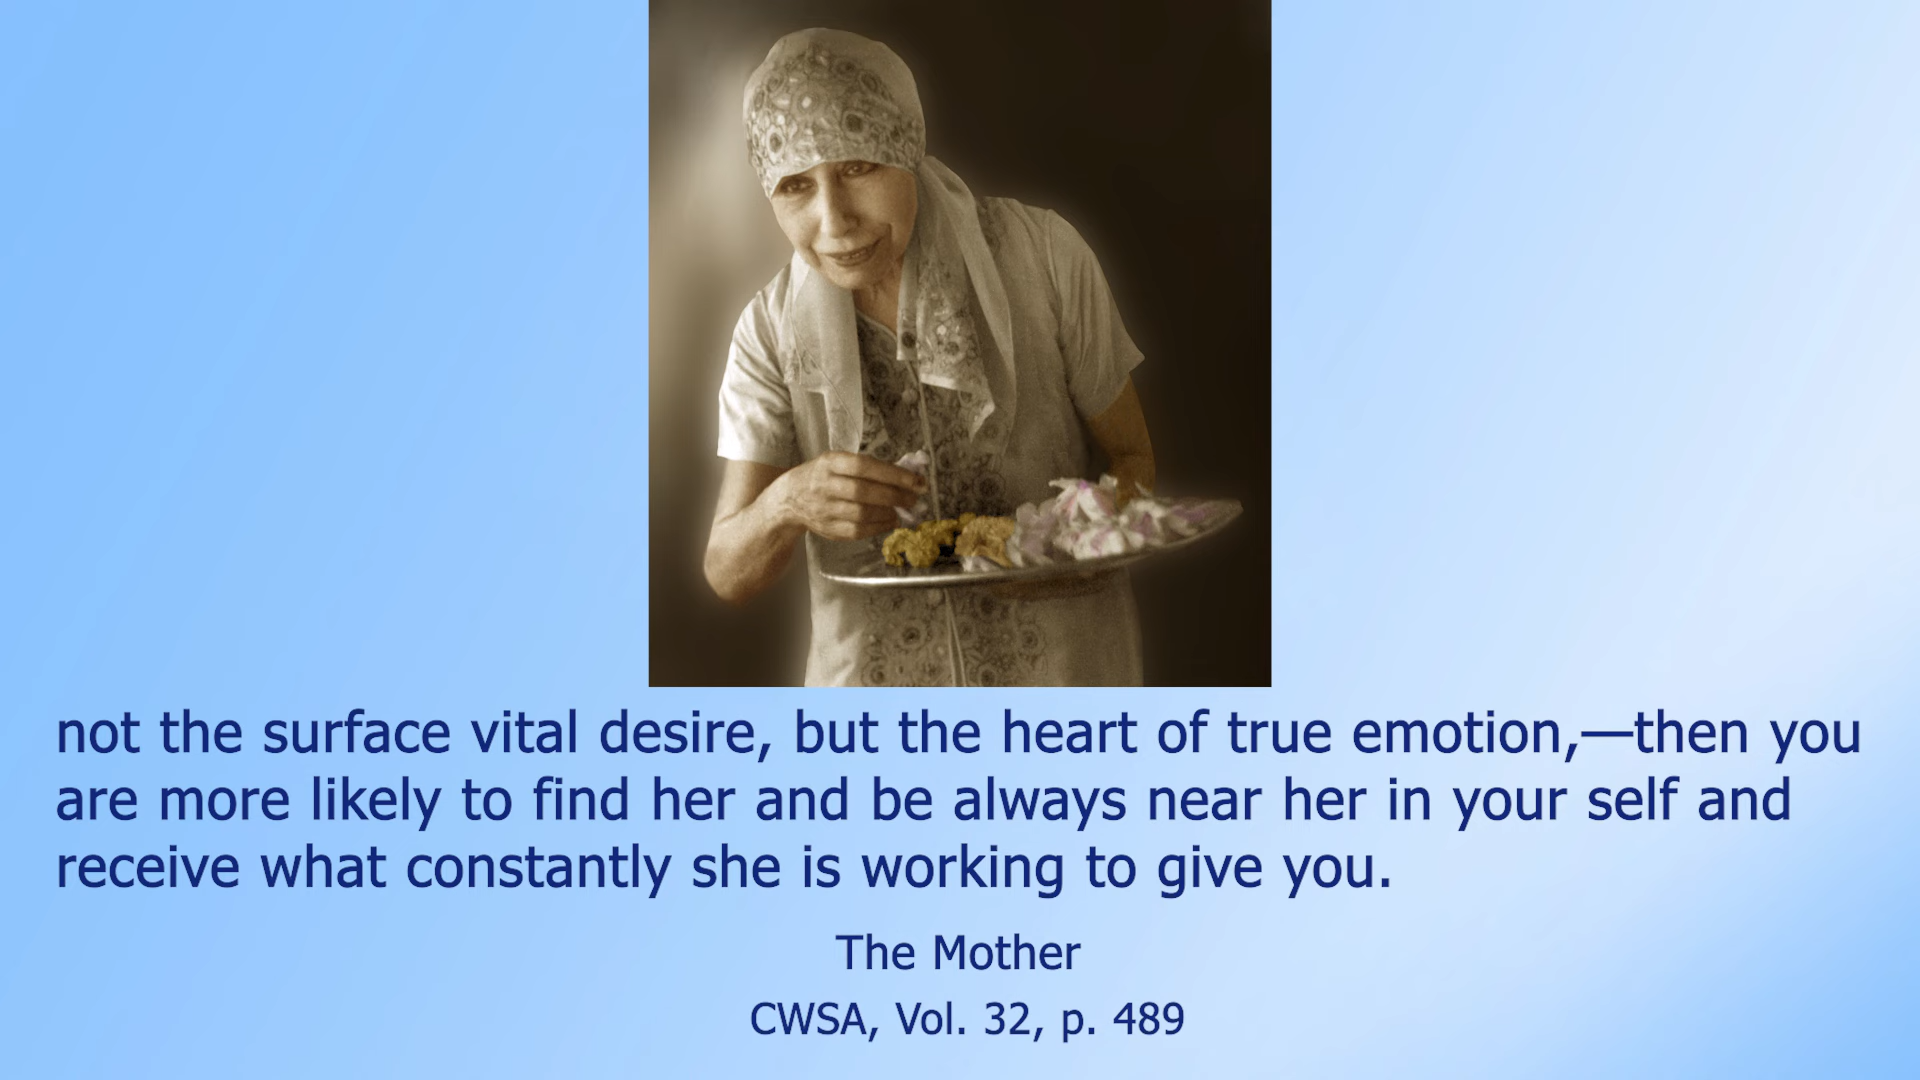 not the surface vital desire, but the heart of true emotion,—then you
are more likely to find her and be always near her in your self and
receive what constantly she is working to give you.
The Mother
CWSA, Vol. 32, p. 489